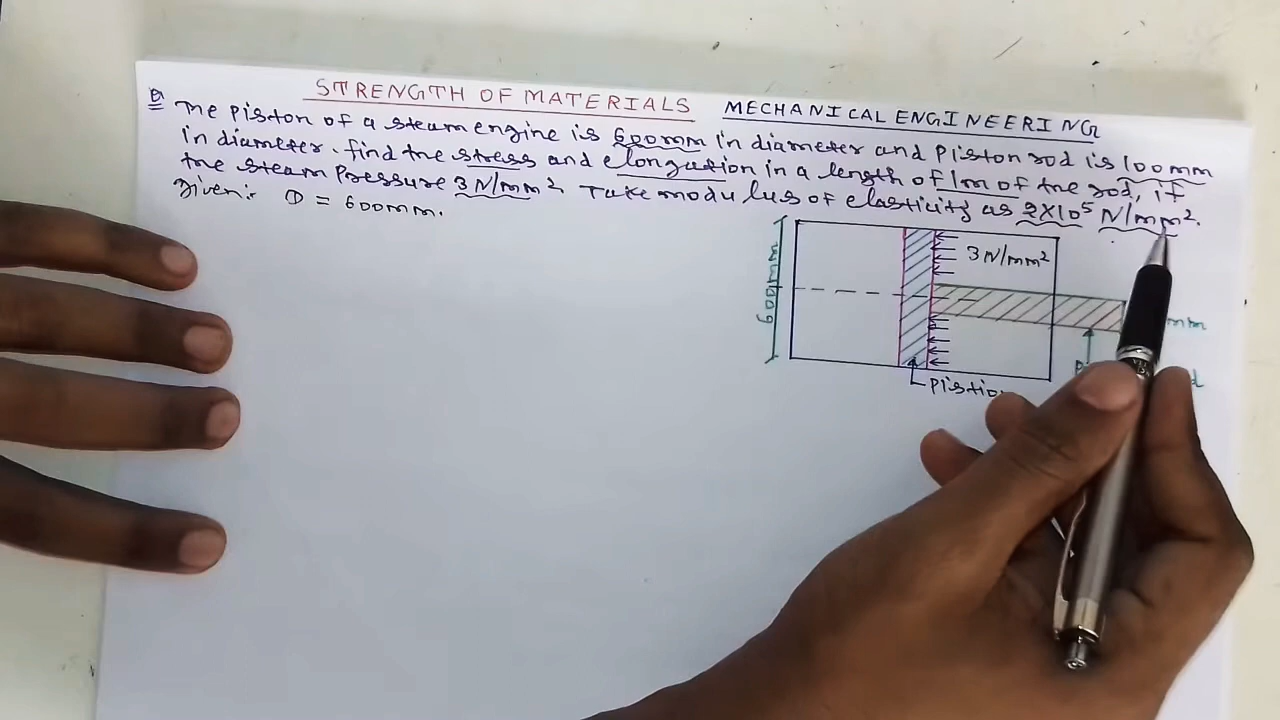 STRENGTH OF MATERIALS MECHANICAL ENGINEERING
Q The piston of a steam engine is 600mm in diameter and piston rod is 100mm
in diameter. find the stress and elongation in a length of 1m of the rod, if
the steam pressure 3 N/mm². Take modulus of elasticity as 2×10⁵ N/mm².
Given:- D = 600mm.
3 N/mm²
600mm
mm
Pistion